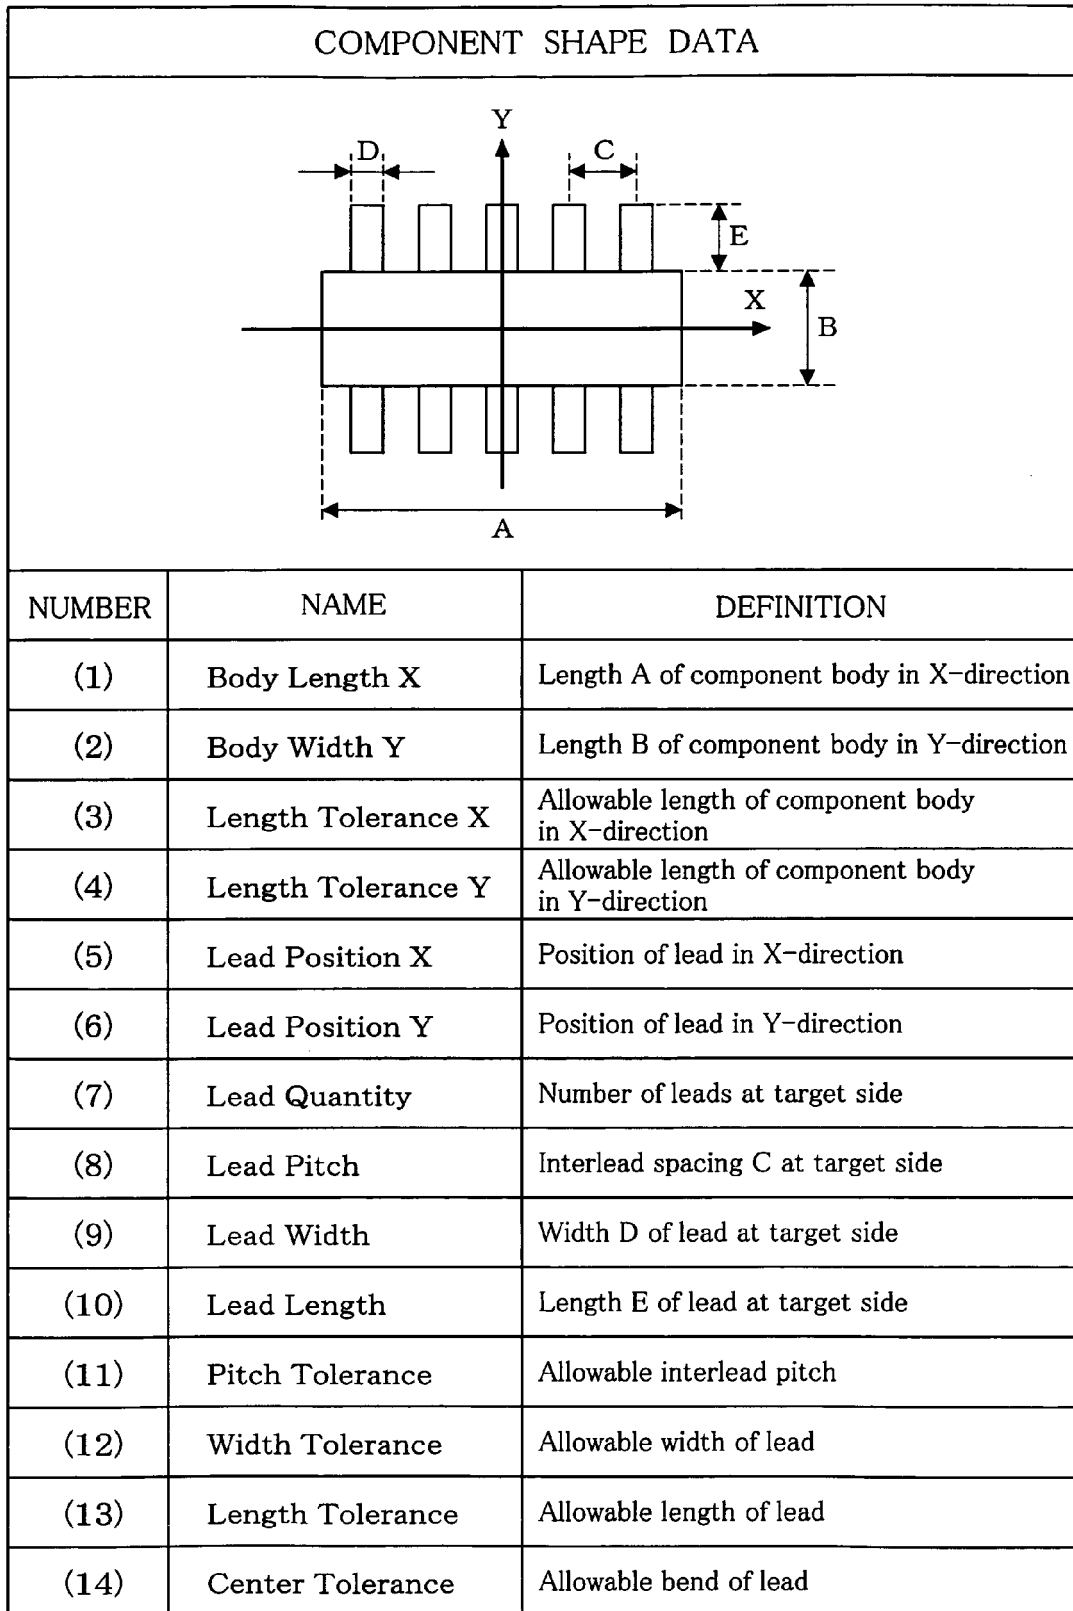 COMPONENT SHAPE DATA
Y
D
C
E
X
B
A
NUMBER NAME DEFINITION
(1) Body Length X Length A of component body in X-direction
(2) Body Width Y Length B of component body in Y-direction
(3) Length Tolerance X Allowable length of component body
in X-direction
(4) Length Tolerance Y Allowable length of component body
in Y-direction
(5) Lead Position X Position of lead in X-direction
(6) Lead Position Y Position of lead in Y-direction
(7) Lead Quantity Number of leads at target side
(8) Lead Pitch Interlead spacing C at target side
(9) Lead Width Width D of lead at target side
(10) Lead Length Length E of lead at target side
(11) Pitch Tolerance Allowable interlead pitch
(12) Width Tolerance Allowable width of lead
(13) Length Tolerance Allowable length of lead
(14) Center Tolerance Allowable bend of lead